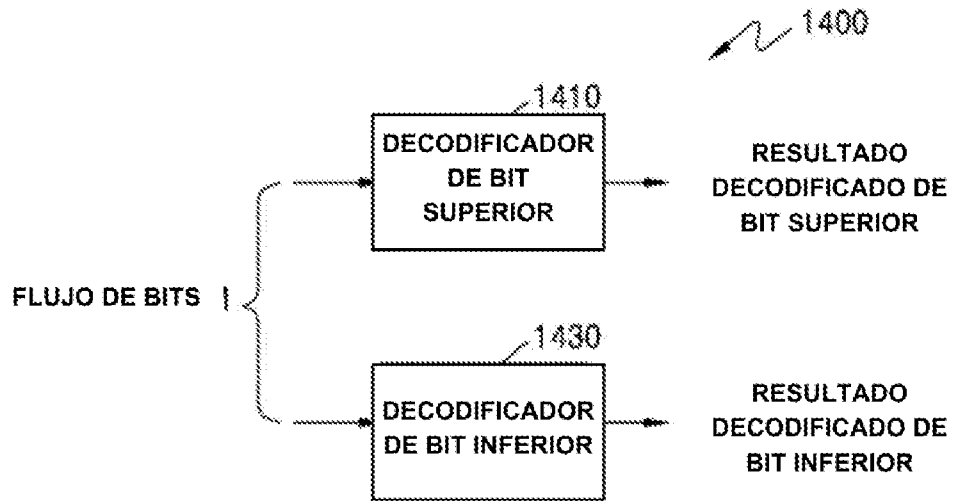 1400
1410
DECODIFICADOR
DE BIT
SUPERIOR
RESULTADO
DECODIFICADO DE
BIT SUPERIOR
FLUJO DE BITS
1430
DECODIFICADOR
DE BIT INFERIOR
RESULTADO
DECODIFICADO DE
BIT INFERIOR